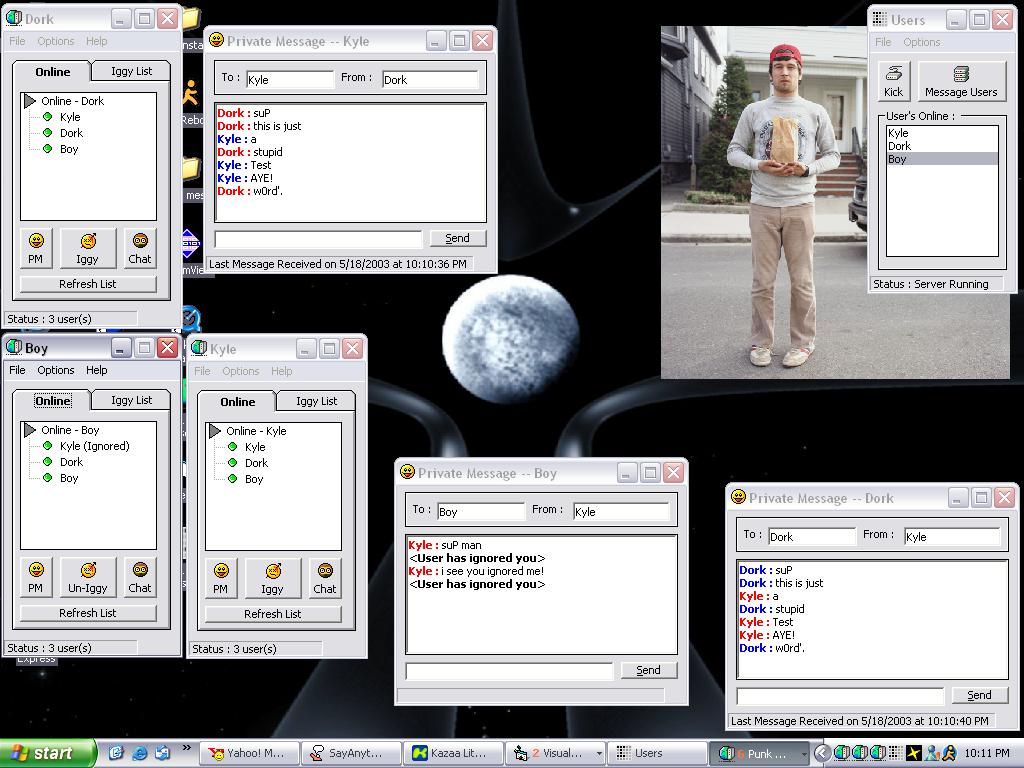 Dork
File Options Help
Online Iggy List
Online - Dork
Kyle
Dork
Boy
PM Iggy Chat
Refresh List
Status : 3 user(s)
Private Message -- Kyle
To : Kyle From : Dork
Dork : suP
Dork : this is just
Kyle : a
Dork : stupid
Kyle : Test
Kyle : AYE!
Dork : w0rd'.
Send
Last Message Received on 5/18/2003 at 10:10:36 PM
Users
File Options
Kick Message Users
User's Online :
Kyle
Dork
Boy
Status : Server Running
Boy
File Options Help
Online Iggy List
Online - Boy
Kyle (Ignored)
Dork
Boy
PM Un-Iggy Chat
Refresh List
Status : 3 user(s)
Express
Kyle
File Options Help
Online Iggy List
Online - Kyle
Kyle
Dork
Boy
PM Iggy Chat
Refresh List
Status : 3 user(s)
Private Message -- Boy
To : Boy From : Kyle
Kyle : suP man
<User has ignored you>
Kyle : i see you ignored me!
<User has ignored you>
Send
Private Message -- Dork
To : Dork From : Kyle
Dork : suP
Dork : this is just
Kyle : a
Dork : stupid
Kyle : Test
Kyle : AYE!
Dork : w0rd'.
Send
Last Message Received on 5/18/2003 at 10:10:40 PM
start » Yahoo! M... SayAnyt... Kazaa Lit... 2 Visual... Users 6 Punk ... 10:11 PM